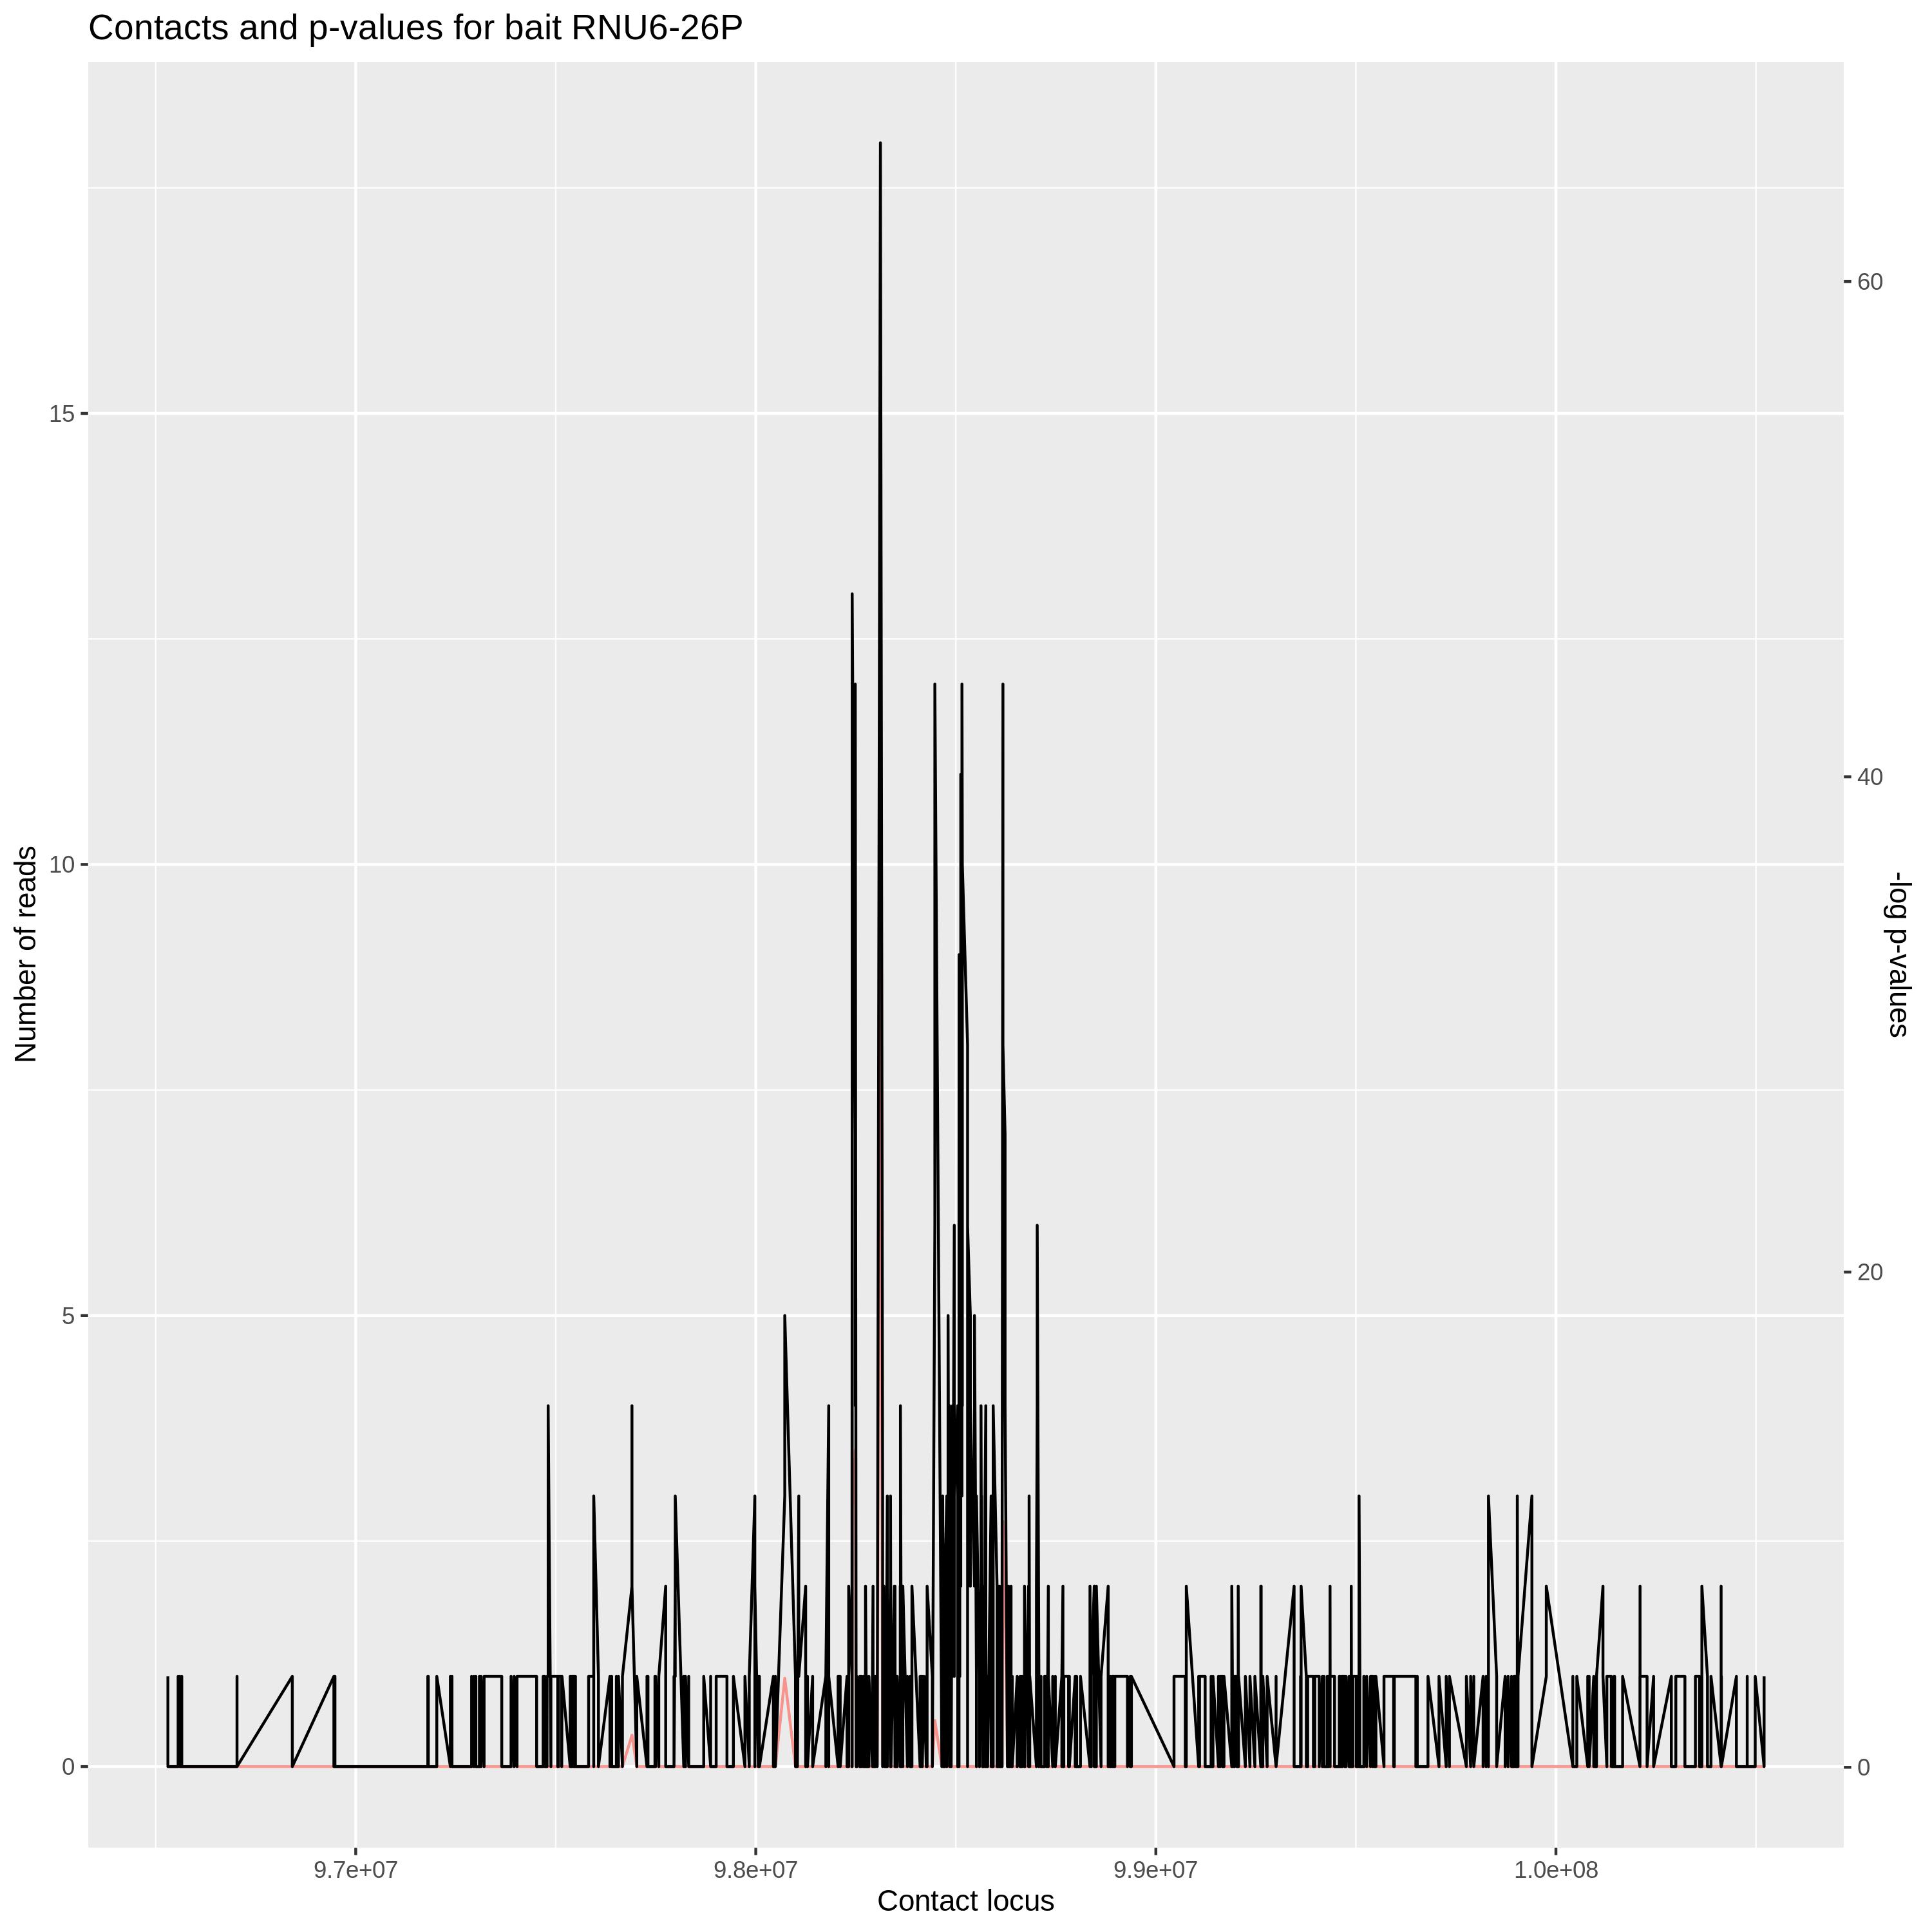 Contacts and p-values for bait RNU6-26P
Number of reads
15
10
5
0
60
40
20
0
-log p-values
9.7e+07 9.8e+07 9.9e+07 1.0e+08
Contact locus